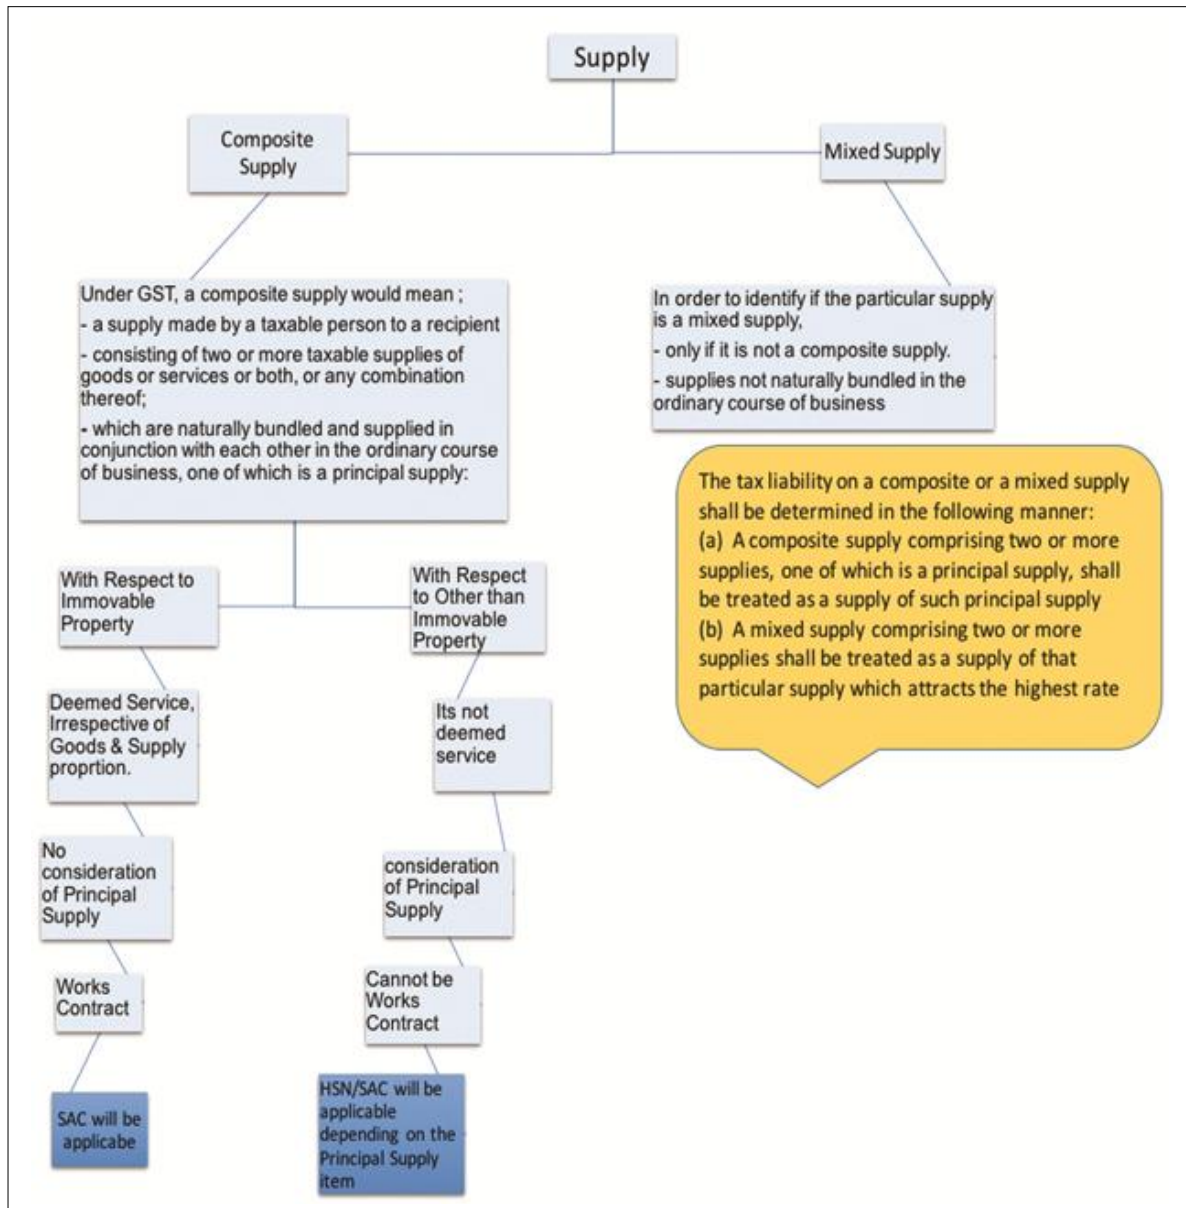 Supply
Composite
Supply
Mixed Supply
Under GST, a composite supply would mean ;
- a supply made by a taxable person to a recipient
- consisting of two or more taxable supplies of
goods or services or both, or any combination
thereof;
- which are naturally bundled and supplied in
conjunction with each other in the ordinary course
of business, one of which is a principal supply:
In order to identify if the particular supply
is a mixed supply,
- only if it is not a composite supply.
- supplies not naturally bundled in the
ordinary course of business
The tax liability on a composite or a mixed supply
shall be determined in the following manner:
(a) A composite supply comprising two or more
supplies, one of which is a principal supply, shall
be treated as a supply of such principal supply
(b) A mixed supply comprising two or more
supplies shall be treated as a supply of that
particular supply which attracts the highest rate
With Respect to
Immovable
Property
With Respect
to Other than
Immovable
Property
Deemed Service,
Irrespective of
Goods & Supply
proprtion.
Its not
deemed
service
No
consideration
of Principal
Supply
consideration
of Principal
Supply
Works
Contract
Cannot be
Works
Contract
SAC will be
applicabe
HSN/SAC will be
applicable
depending on the
Principal Supply
item